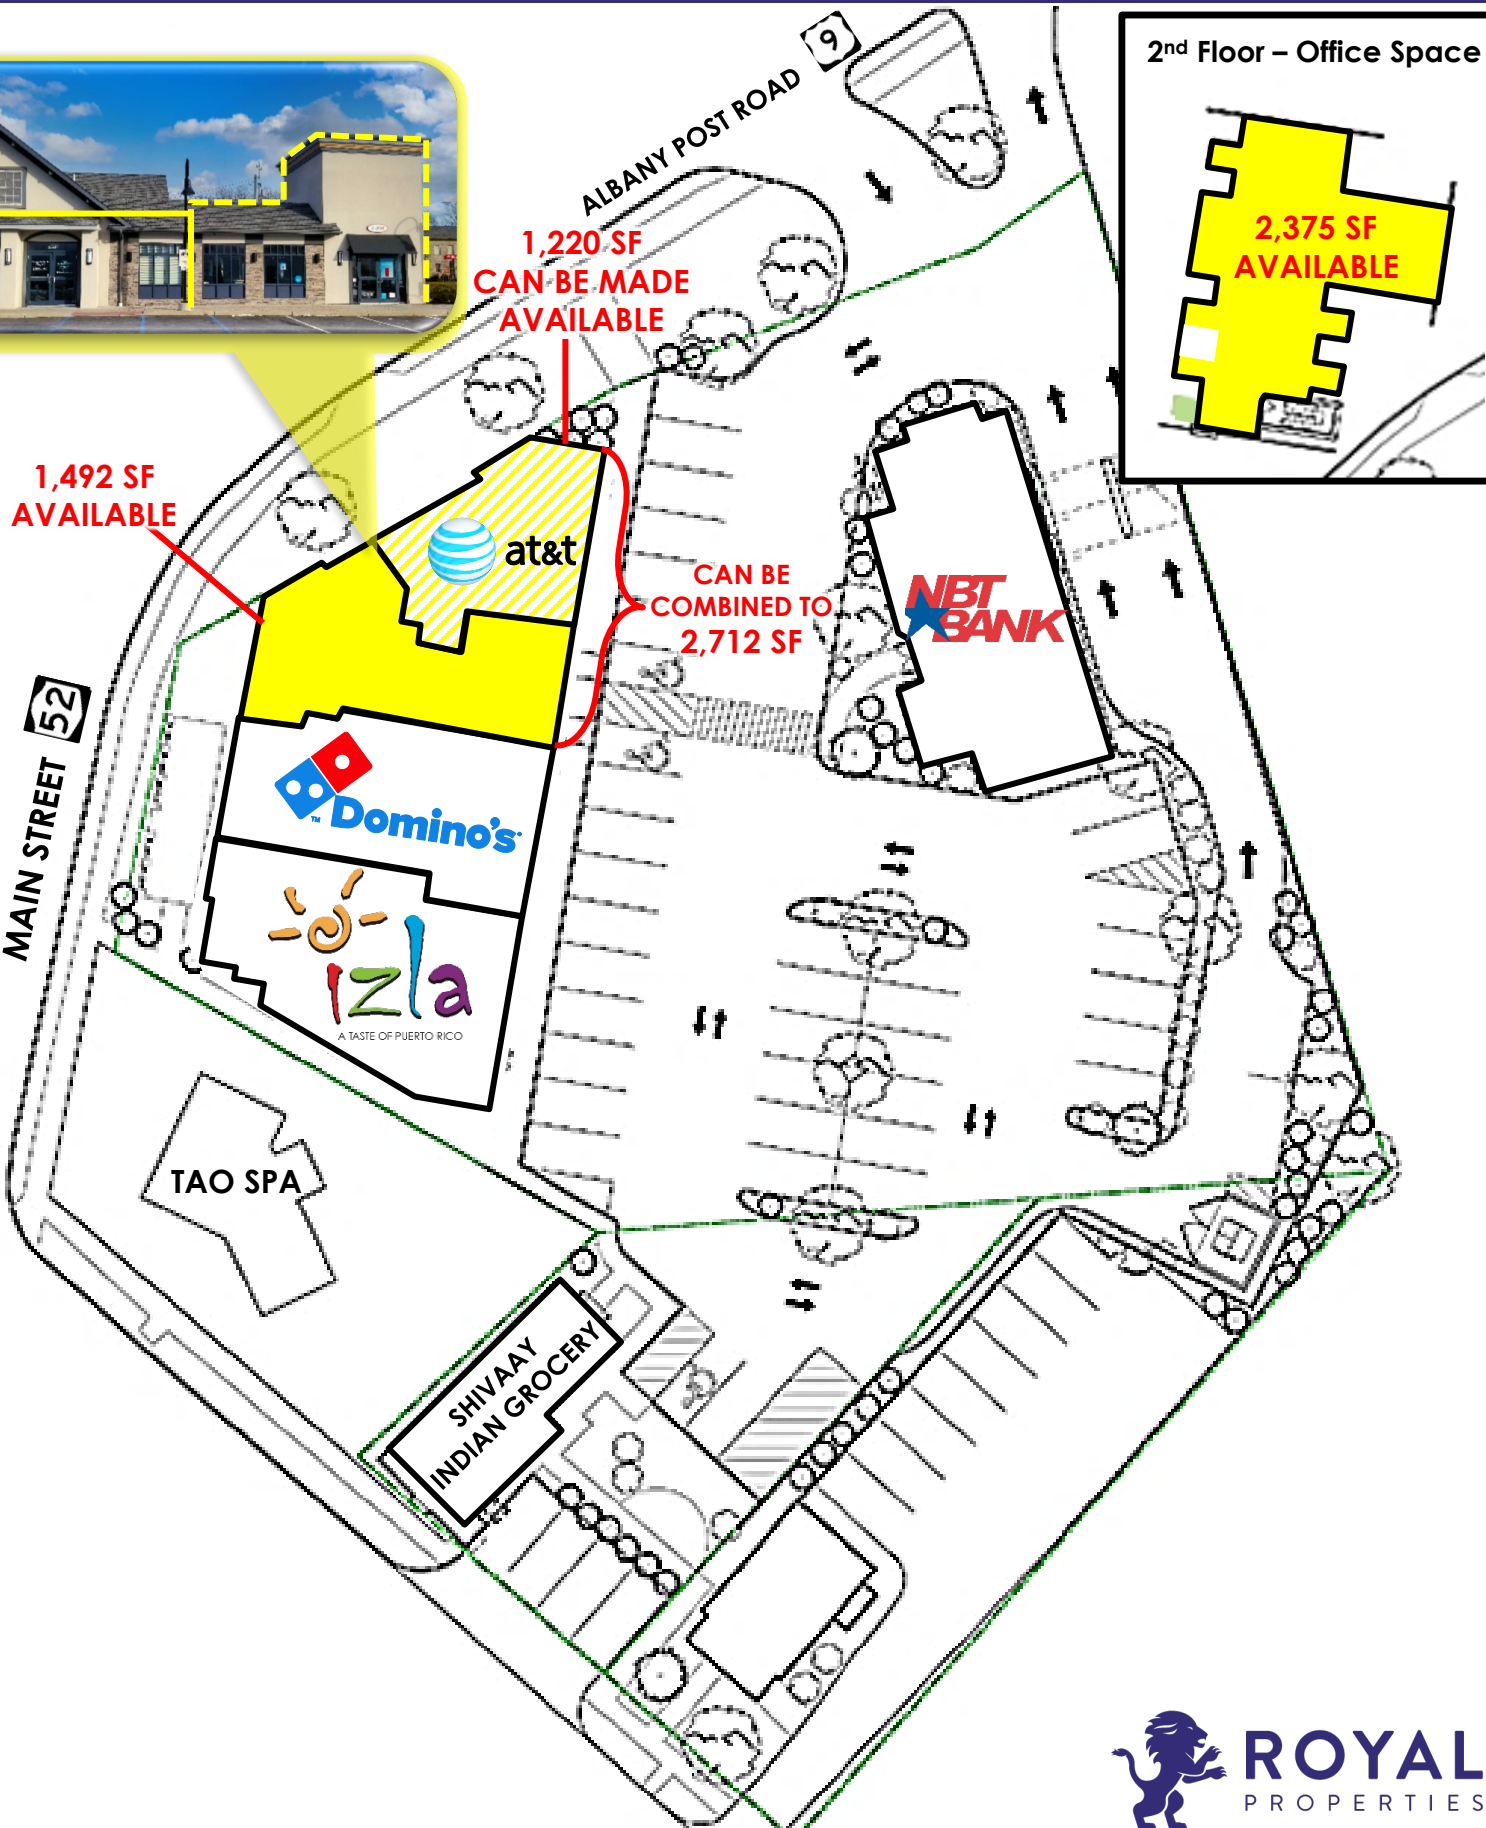 2nd Floor – Office Space
2,375 SF
AVAILABLE
9
ALBANY POST ROAD
1,220 SF
CAN BE MADE
AVAILABLE
1,492 SF
AVAILABLE
at&t
CAN BE
COMBINED TO
2,712 SF
NBT
BANK
52
MAIN STREET
Domino's
TM
izla
A TASTE OF PUERTO RICO
TAO SPA
SHIVAAY
INDIAN GROCERY
ROYAL
PROPERTIES